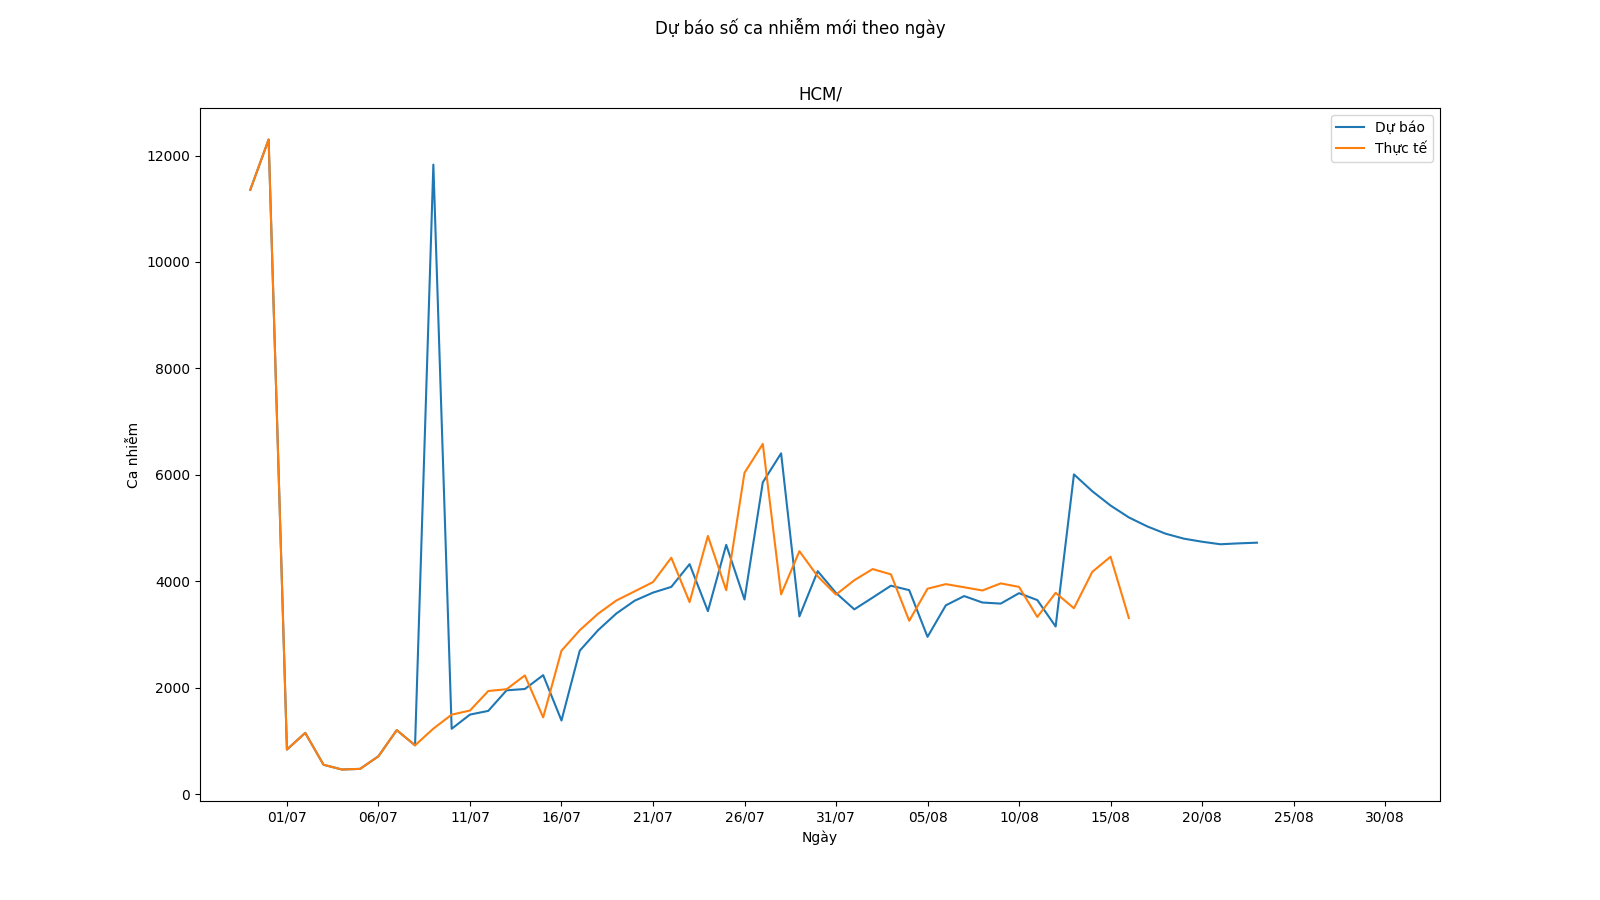 Dự báo số ca nhiễm mới theo ngày
HCM/
Dự báo
Thực tế
12000
10000
8000
6000
4000
2000
0
Ca nhiễm
01/07 06/07 11/07 16/07 21/07 26/07 31/07 05/08 10/08 15/08 20/08 25/08 30/08
Ngày